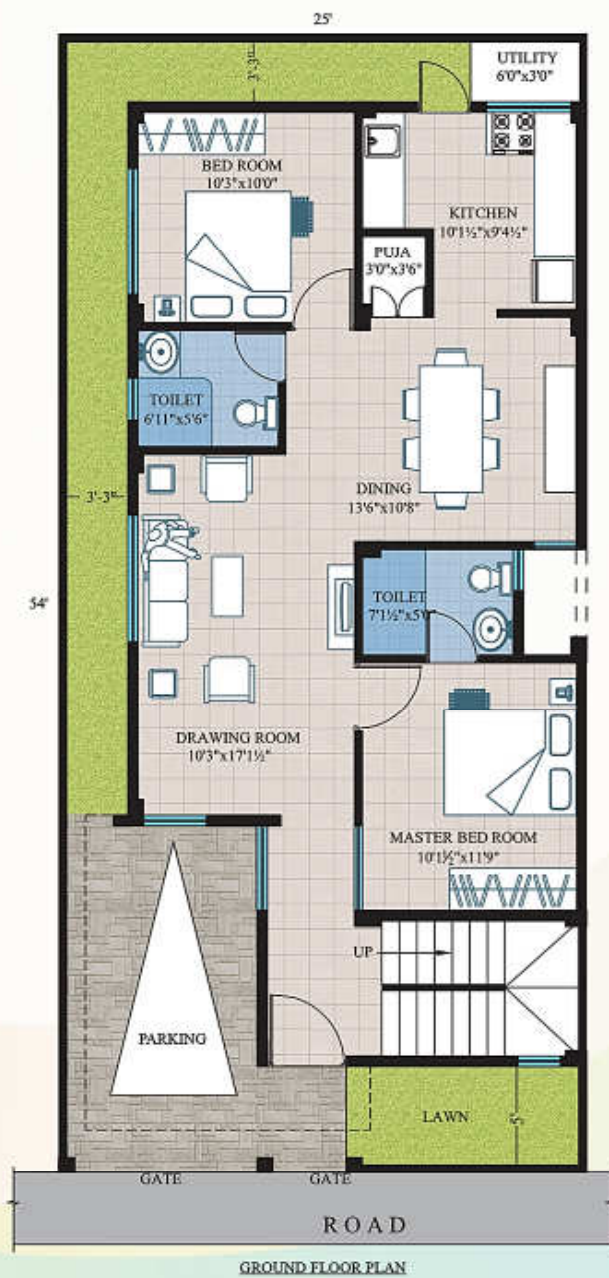 25'
UTILITY
6'0"x3'0"
3'-3"
BED ROOM
10'3"x10'0"
KITCHEN
10'1½"x9'4½"
PUJA
3'0"x3'6"
TOILET
6'11"x5'6"
DINING
13'6"x10'8"
3'-3"
54'
TOILET
7'1½"x5'0"
DRAWING ROOM
10'3"x17'1½"
MASTER BED ROOM
10'1½"x11'9"
UP
PARKING
LAWN
5'
GATE
GATE
ROAD
GROUND FLOOR PLAN